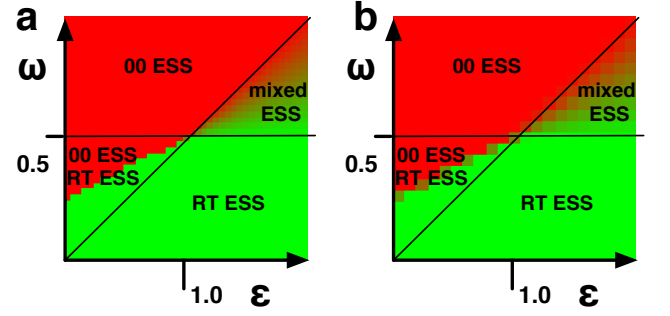 a
ω
00 ESS
mixed
ESS
0.5
00 ESS
RT ESS
RT ESS
1.0
ε
b
ω
00 ESS
mixed
ESS
0.5
00 ESS
RT ESS
RT ESS
1.0
ε